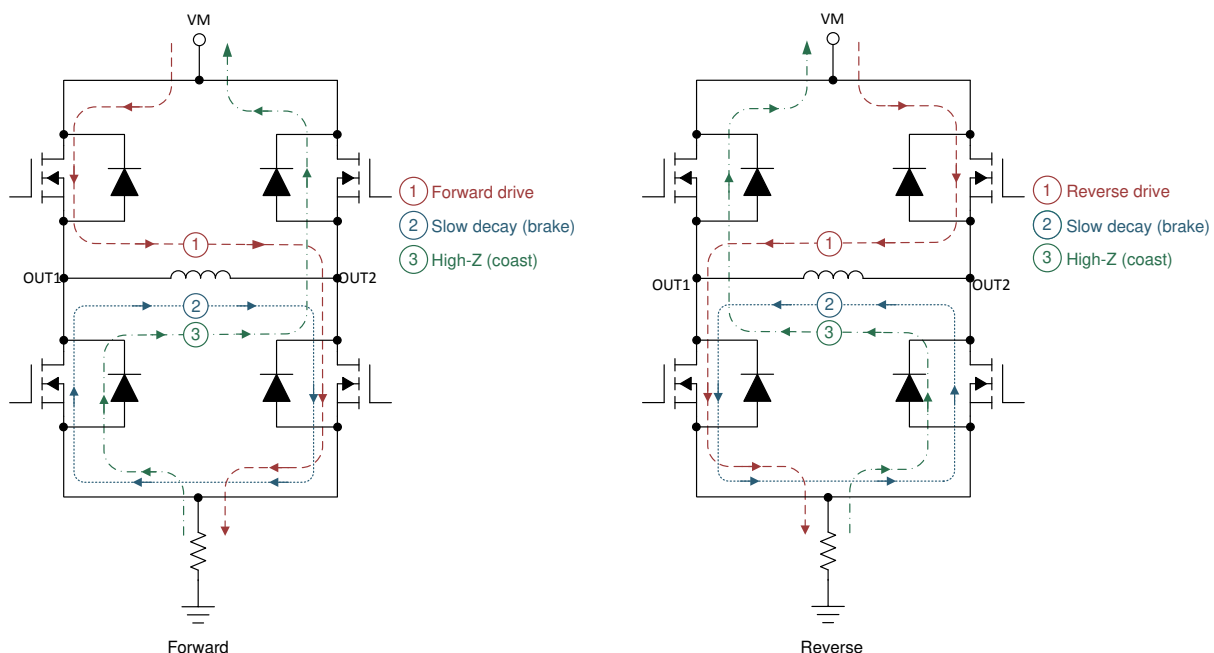 VM
1 Forward drive
2 Slow decay (brake)
3 High-Z (coast)
1
OUT1
OUT2
2
3
Forward
VM
1 Reverse drive
2 Slow decay (brake)
3 High-Z (coast)
1
OUT1
OUT2
2
3
Reverse